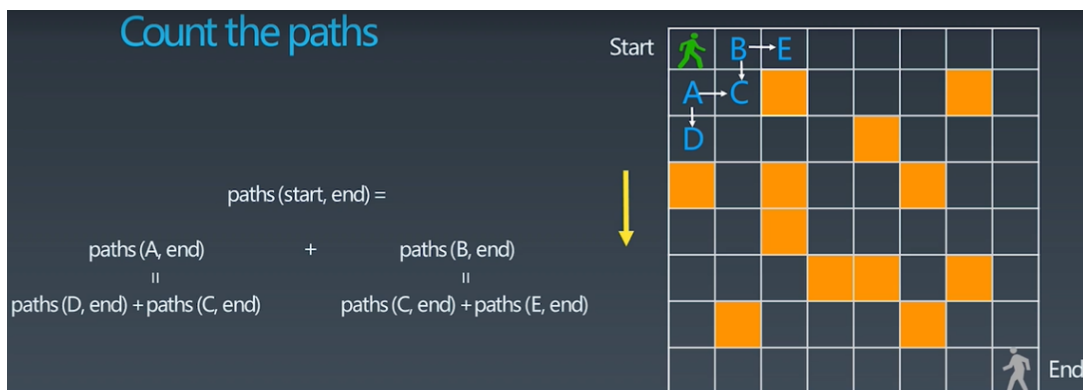 Count the paths
Start
B E
A C
D
paths(start, end) =
paths(A, end) + paths(B, end)
= =
paths(D, end) + paths(C, end) paths(C, end) + paths(E, end)
End